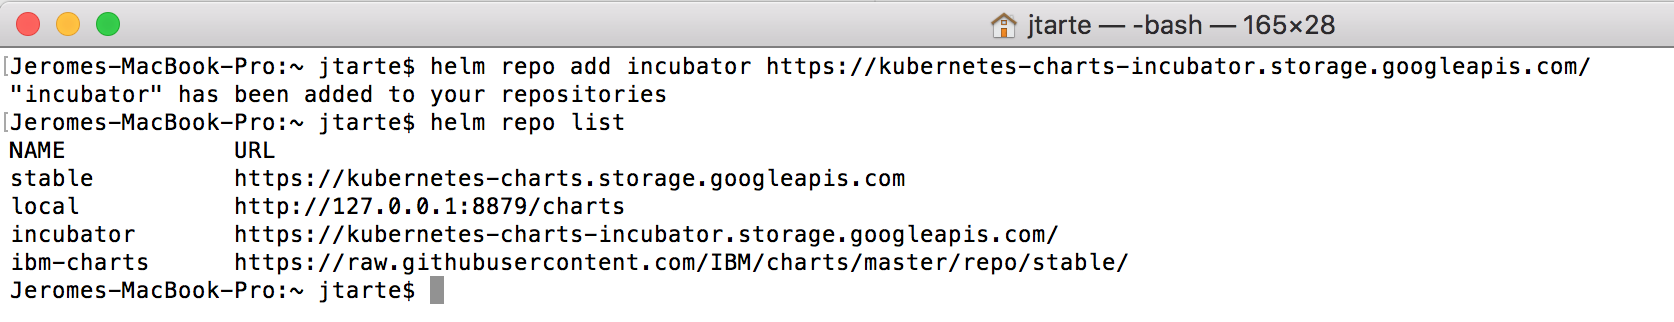 jtarte — -bash — 165×28
[Jeromes-MacBook-Pro:~ jtarte$ helm repo add incubator https://kubernetes-charts-incubator.storage.googleapis.com/
"incubator" has been added to your repositories
[Jeromes-MacBook-Pro:~ jtarte$ helm repo list
NAME            URL
stable          https://kubernetes-charts.storage.googleapis.com
local           http://127.0.0.1:8879/charts
incubator       https://kubernetes-charts-incubator.storage.googleapis.com/
ibm-charts      https://raw.githubusercontent.com/IBM/charts/master/repo/stable/
Jeromes-MacBook-Pro:~ jtarte$